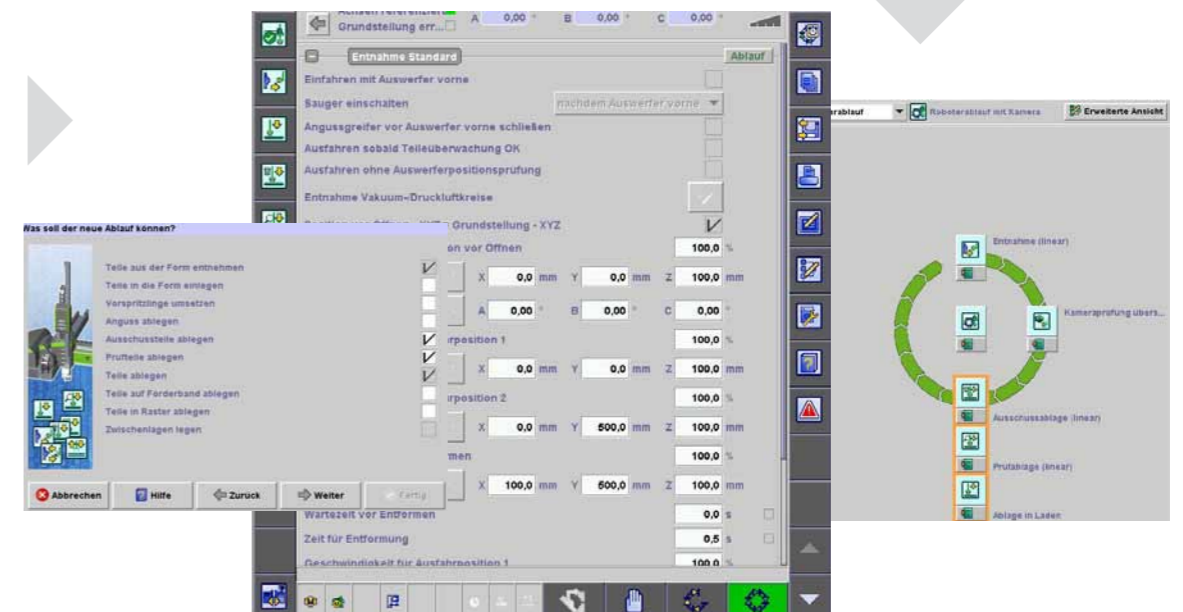 Grundstellung err...
A 0,00 ° B 0,00 ° C 0,00 °
Entnahme Standard
Ablauf
Einfahren mit Auswerfer vorne
Sauger einschalten
nachdem Auswerfer vorne
Angussgreifer vor Auswerfer vorne schließen
Ausfahren sobald Teileüberwachung OK
Ausfahren ohne Auswerferpositionsprüfung
Entnahme Vakuum-Druckluftkreise
Grundstellung - XYZ
on vor Öffnen 100,0 %
X 0,0 mm Y 0,0 mm Z 100,0 mm
A 0,00 ° B 0,00 ° C 0,00 °
rposition 1 100,0 %
X 0,0 mm Y 0,0 mm Z 100,0 mm
rposition 2 100,0 %
X 0,0 mm Y 500,0 mm Z 100,0 mm
men 100,0 %
X 100,0 mm Y 500,0 mm Z 100,0 mm
Wartezeit vor Entformen 0,0 s
Zeit für Entformung 0,5 s
Geschwindigkeit für Ausfahrposition 1 100,0 %
Was soll der neue Ablauf können?
Teile aus der Form entnehmen
Teile in die Form einlegen
Vorspritzlinge umsetzen
Anguss ablegen
Ausschussteile ablegen
Prüfteile ablegen
Teile ablegen
Teile auf Förderband ablegen
Teile in Raster ablegen
Zwischenlagen legen
Abbrechen
Hilfe
Zurück
Weiter
Fertig
rablauf
Roboterablauf mit Kamera
Erweiterte Ansicht
Entnahme (linear)
Kameraprüfung übers...
Ausschussablage (linear)
Prüfablage (linear)
Ablage in Laden